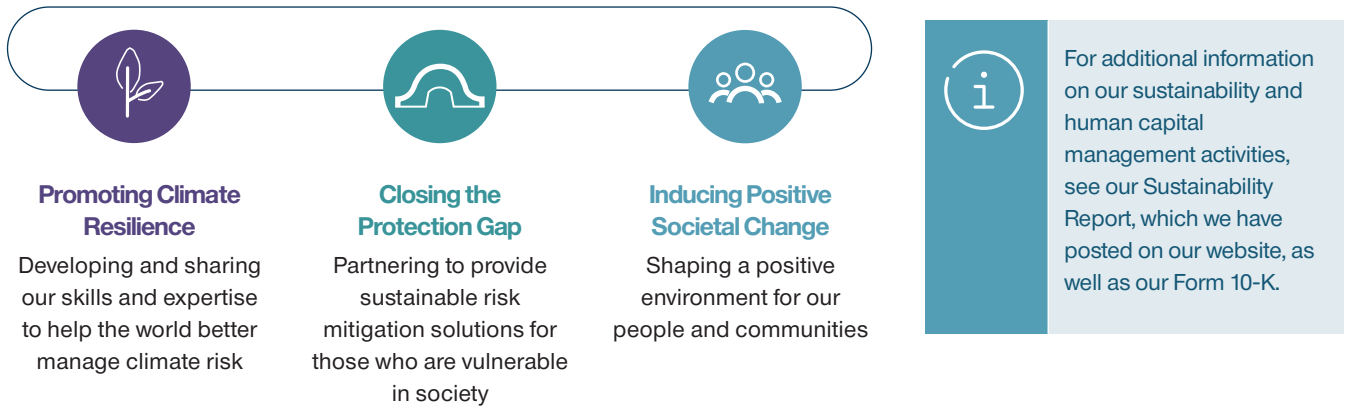 Promoting Climate
Resilience
Developing and sharing
our skills and expertise
to help the world better
manage climate risk
Closing the
Protection Gap
Partnering to provide
sustainable risk
mitigation solutions for
those who are vulnerable
in society
Inducing Positive
Societal Change
Shaping a positive
environment for our
people and communities
i
For additional information
on our sustainability and
human capital
management activities,
see our Sustainability
Report, which we have
posted on our website, as
well as our Form 10-K.